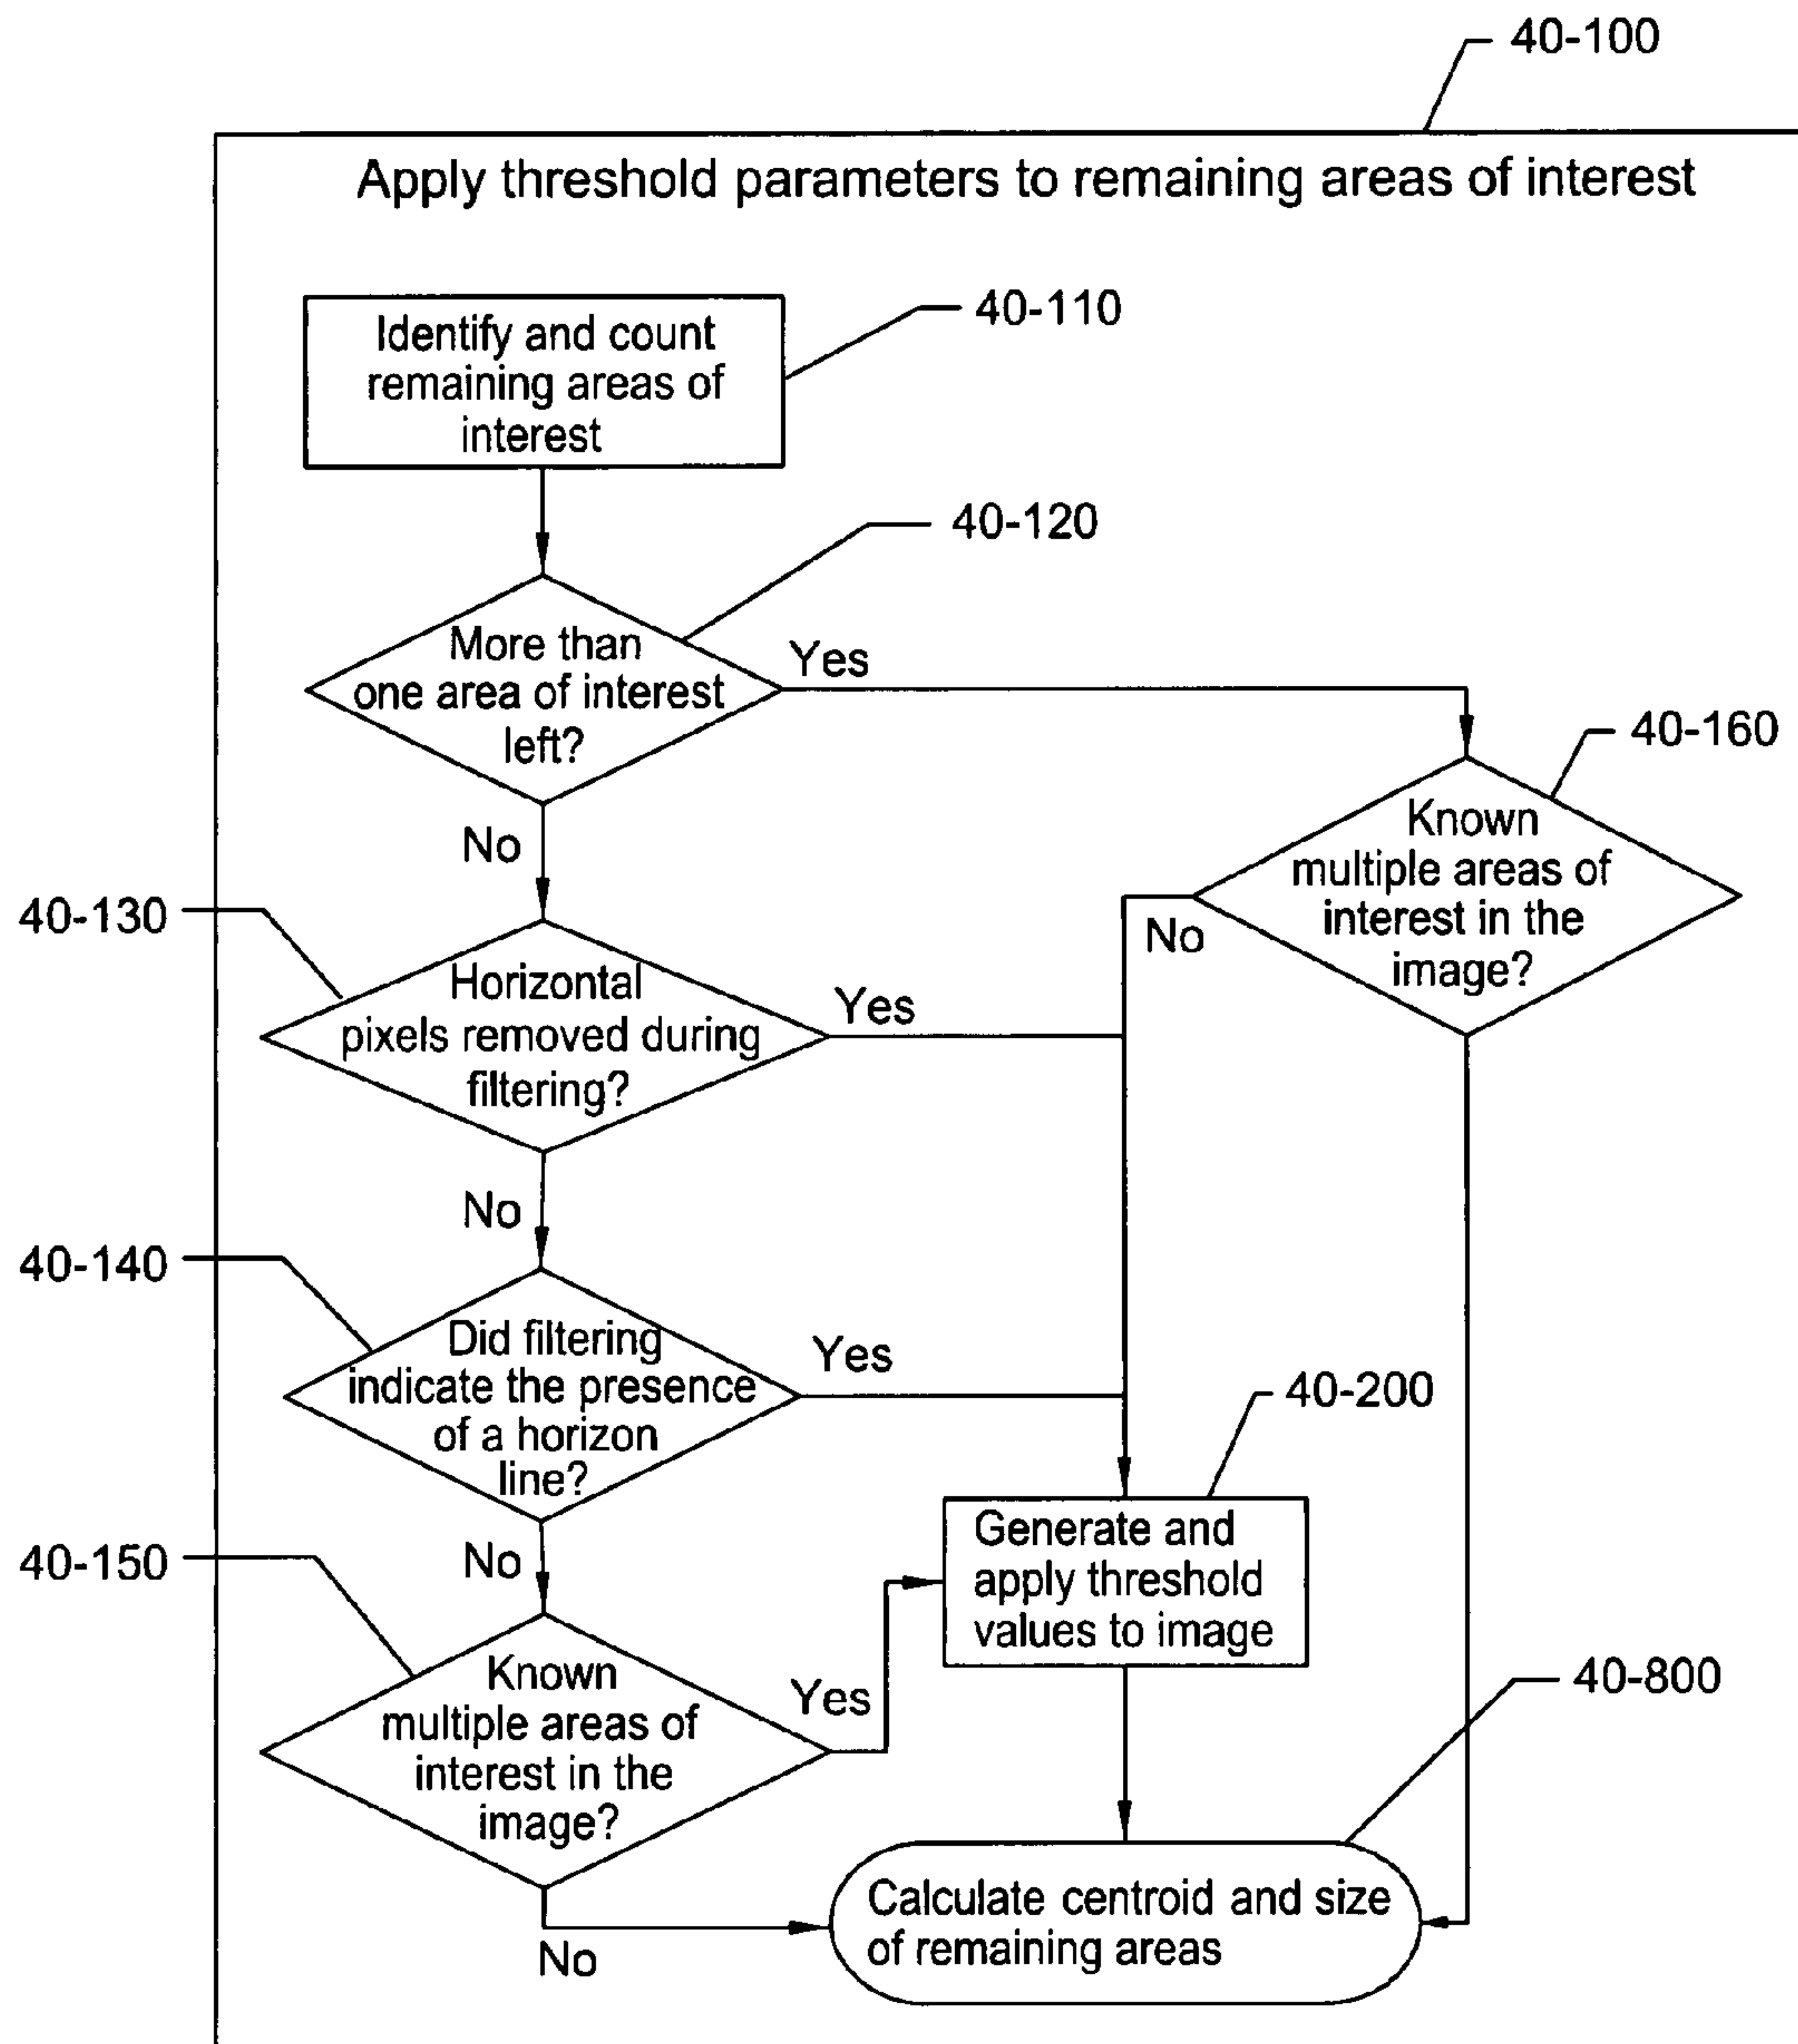 40-100
Apply threshold parameters to remaining areas of interest
Identify and count
remaining areas of
interest
40-110
40-120
More than
one area of interest
left?
Yes
No
40-160
Known
multiple areas of
interest in the
image?
No
40-130
Horizontal
pixels removed during
filtering?
Yes
No
40-140
Did filtering
indicate the presence
of a horizon
line?
Yes
No
40-200
Generate and
apply threshold
values to image
40-150
Known
multiple areas of
interest in the
image?
Yes
No
40-800
Calculate centroid and size
of remaining areas